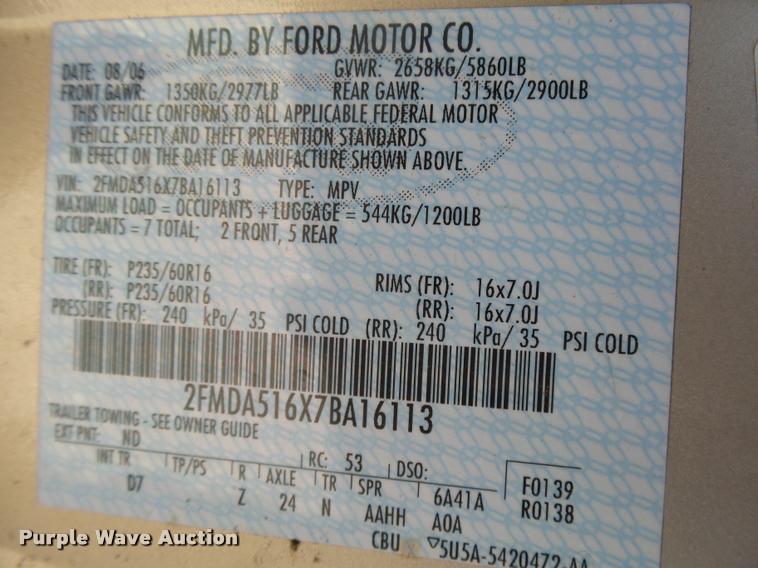 MFD. BY FORD MOTOR CO.
DATE: 08/06 GVWR: 2658KG/5860LB
FRONT GAWR: 1350KG/2977LB REAR GAWR: 1315KG/2900LB
THIS VEHICLE CONFORMS TO ALL APPLICABLE FEDERAL MOTOR
VEHICLE SAFETY AND THEFT PREVENTION STANDARDS
IN EFFECT ON THE DATE OF MANUFACTURE SHOWN ABOVE.
VIN: 2FMDA516X7BA16113 TYPE: MPV
MAXIMUM LOAD = OCCUPANTS + LUGGAGE = 544KG/1200LB
OCCUPANTS = 7 TOTAL; 2 FRONT, 5 REAR
TIRE (FR): P235/60R16 RIMS (FR): 16x7.0J
(RR): P235/60R16 (RR): 16x7.0J
PRESSURE (FR): 240 kPa/ 35 PSI COLD (RR): 240 kPa/ 35 PSI COLD
2FMDA516X7BA16113
TRAILER TOWING - SEE OWNER GUIDE
EXT PNT: ND RC: 53 DSO: F0139
INT TR TP/PS R AXLE TR SPR 6A41A R0138
D7 Z 24 N AAHH A0A
CBU ▽5U5A-5420472-AA
Purple Wave Auction